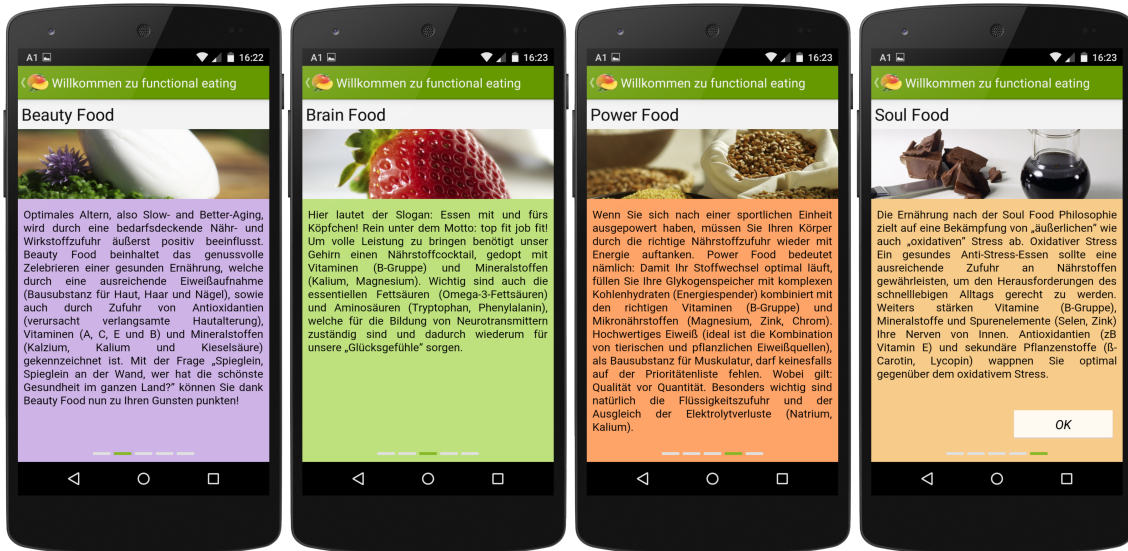 A1 16:22
Willkommen zu functional eating
Beauty Food
Optimales Altern, also Slow- and Better-Aging,
wird durch eine bedarfsdeckende Nähr- und
Wirkstoffzufuhr äußerst positiv beeinflusst.
Beauty Food beinhaltet das genussvolle
Zelebrieren einer gesunden Ernährung, welche
durch eine ausreichende Eiweißaufnahme
(Bausubstanz für Haut, Haar und Nägel), sowie
auch durch Zufuhr von Antioxidantien
(verursacht verlangsamte Hautalterung),
Vitaminen (A, C, E und B) und Mineralstoffen
(Kalzium, Kalium und Kieselsäure)
gekennzeichnet ist. Mit der Frage „Spieglein,
Spieglein an der Wand, wer hat die schönste
Gesundheit im ganzen Land?“ können Sie dank
Beauty Food nun zu Ihren Gunsten punkten!
A1 16:23
Willkommen zu functional eating
Brain Food
Hier lautet der Slogan: Essen mit und fürs
Köpfchen! Rein unter dem Motto: top fit job fit!
Um volle Leistung zu bringen benötigt unser
Gehirn einen Nährstoffcocktail, gedopt mit
Vitaminen (B-Gruppe) und Mineralstoffen
(Kalium, Magnesium). Wichtig sind auch die
essentiellen Fettsäuren (Omega-3-Fettsäuren)
und Aminosäuren (Tryptophan, Phenylalanin),
welche für die Bildung von Neurotransmittern
zuständig sind und dadurch wiederum für
unsere „Glücksgefühle“ sorgen.
A1 16:23
Willkommen zu functional eating
Power Food
Wenn Sie sich nach einer sportlichen Einheit
ausgepowert haben, müssen Sie Ihren Körper
durch die richtige Nährstoffzufuhr wieder mit
Energie auftanken. Power Food bedeutet
nämlich: Damit Ihr Stoffwechsel optimal läuft,
füllen Sie Ihre Glykogenspeicher mit komplexen
Kohlenhydraten (Energiespender) kombiniert mit
den richtigen Vitaminen (B-Gruppe) und
Mikronährstoffen (Magnesium, Zink, Chrom).
Hochwertiges Eiweiß (ideal ist die Kombination
von tierischen und pflanzlichen Eiweißquellen),
als Bausubstanz für Muskulatur, darf keinesfalls
auf der Prioritätenliste fehlen. Wobei gilt:
Qualität vor Quantität. Besonders wichtig sind
natürlich die Flüssigkeitszufuhr und der
Ausgleich der Elektrolytverluste (Natrium,
Kalium).
A1 16:23
Willkommen zu functional eating
Soul Food
Die Ernährung nach der Soul Food Philosophie
zielt auf eine Bekämpfung von „äußerlichen“ wie
auch „oxidativen“ Stress ab. Oxidativer Stress
Ein gesundes Anti-Stress-Essen sollte eine
ausreichende Zufuhr an Nährstoffen
gewährleisten, um den Herausforderungen des
schnelllebigen Alltags gerecht zu werden.
Weiters stärken Vitamine (B-Gruppe),
Mineralstoffe und Spurenelemente (Selen, Zink)
Ihre Nerven von Innen. Antioxidantien (zB
Vitamin E) und sekundäre Pflanzenstoffe (ß-
Carotin, Lycopin) wappnen Sie optimal
gegenüber dem oxidativem Stress.
OK